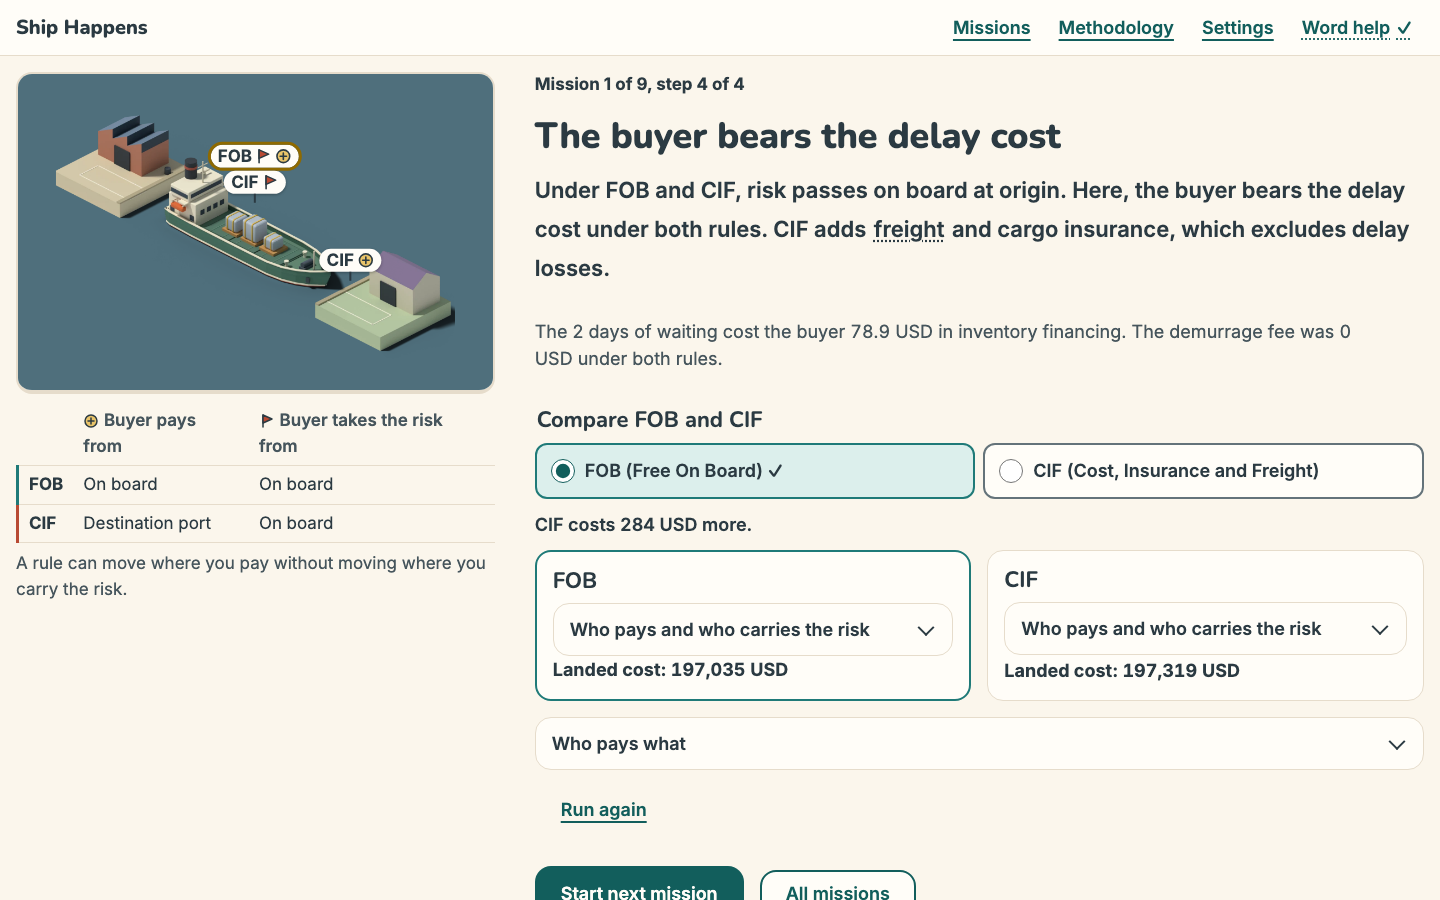 Ship Happens
Missions
Methodology
Settings
Word help ✓
FOB
CIF
CIF
Buyer pays from
Buyer takes the risk from
FOB On board On board
CIF Destination port On board
A rule can move where you pay without moving where you
carry the risk.
Mission 1 of 9, step 4 of 4
The buyer bears the delay cost
Under FOB and CIF, risk passes on board at origin. Here, the buyer bears the delay
cost under both rules. CIF adds freight and cargo insurance, which excludes delay
losses.
The 2 days of waiting cost the buyer 78.9 USD in inventory financing. The demurrage fee was 0
USD under both rules.
Compare FOB and CIF
FOB (Free On Board) ✓
CIF (Cost, Insurance and Freight)
CIF costs 284 USD more.
FOB
Who pays and who carries the risk
Landed cost: 197,035 USD
CIF
Who pays and who carries the risk
Landed cost: 197,319 USD
Who pays what
Run again
Start next mission
All missions